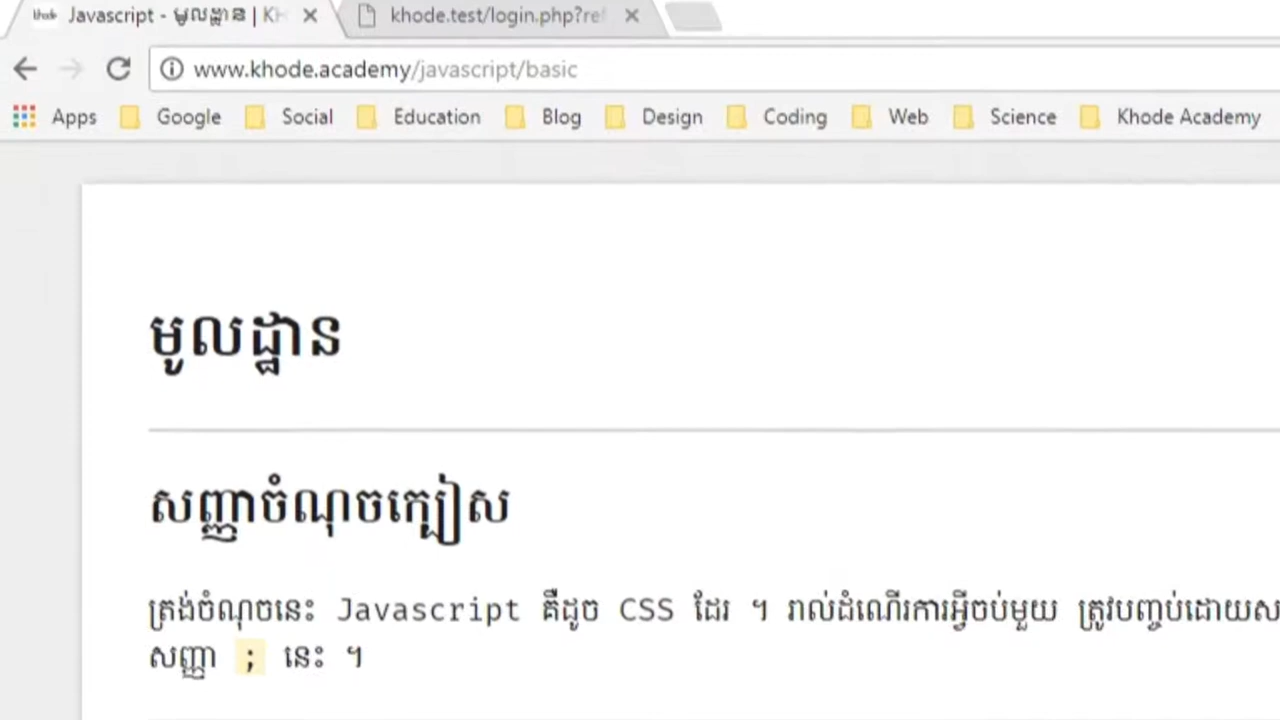 khode Javascript - មូលដ្ឋាន | Kh
khode.test/login.php?ref
www.khode.academy/javascript/basic
Apps Google Social Education Blog Design Coding Web Science Khode Academy
មូលដ្ឋាន
សញ្ញាចំណុចក្បៀស
ត្រង់ចំណុចនេះ Javascript គឺដូច CSS ដែរ ។ រាល់ដំណើរការអ្វីចប់មួយ ត្រូវបញ្ចប់ដោយស
សញ្ញា ; នេះ ។